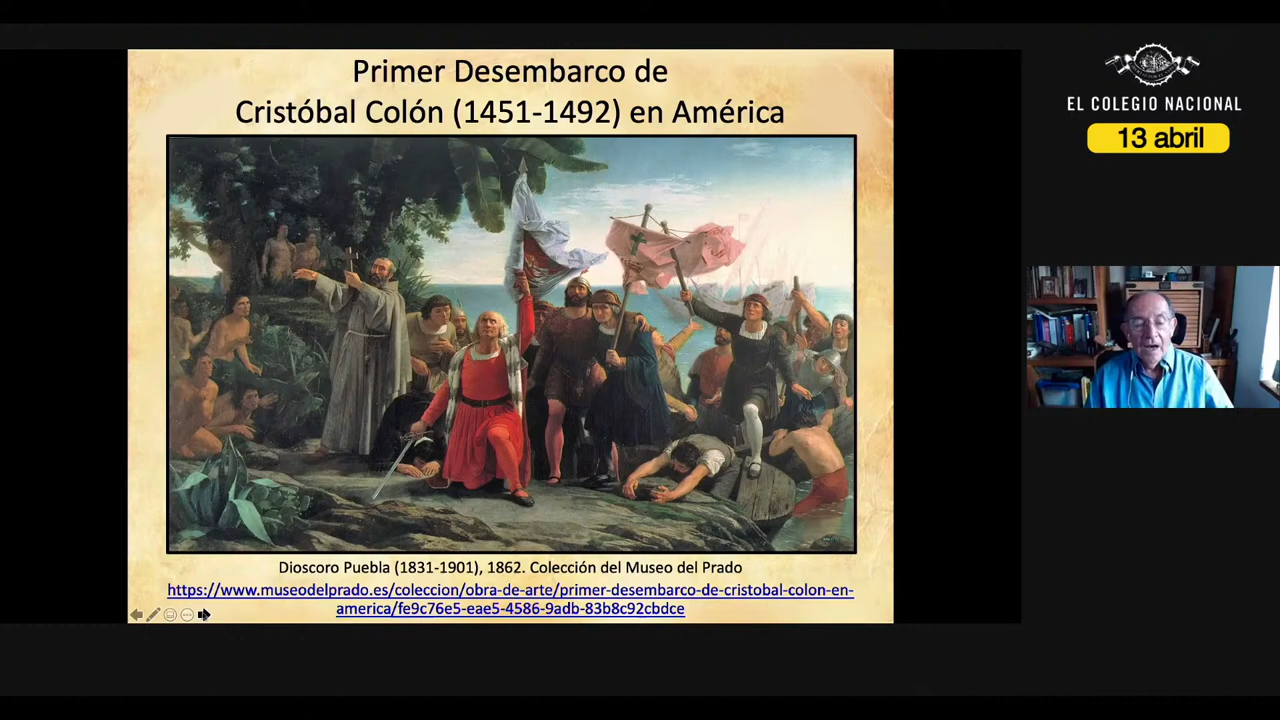 Primer Desembarco de
Cristóbal Colón (1451-1492) en América
Dioscoro Puebla (1831-1901), 1862. Colección del Museo del Prado
https://www.museodelprado.es/coleccion/obra-de-arte/primer-desembarco-de-cristobal-colon-en-
america/fe9c76e5-eae5-4586-9adb-83b8c92cbdce
EL COLEGIO NACIONAL
13 abril